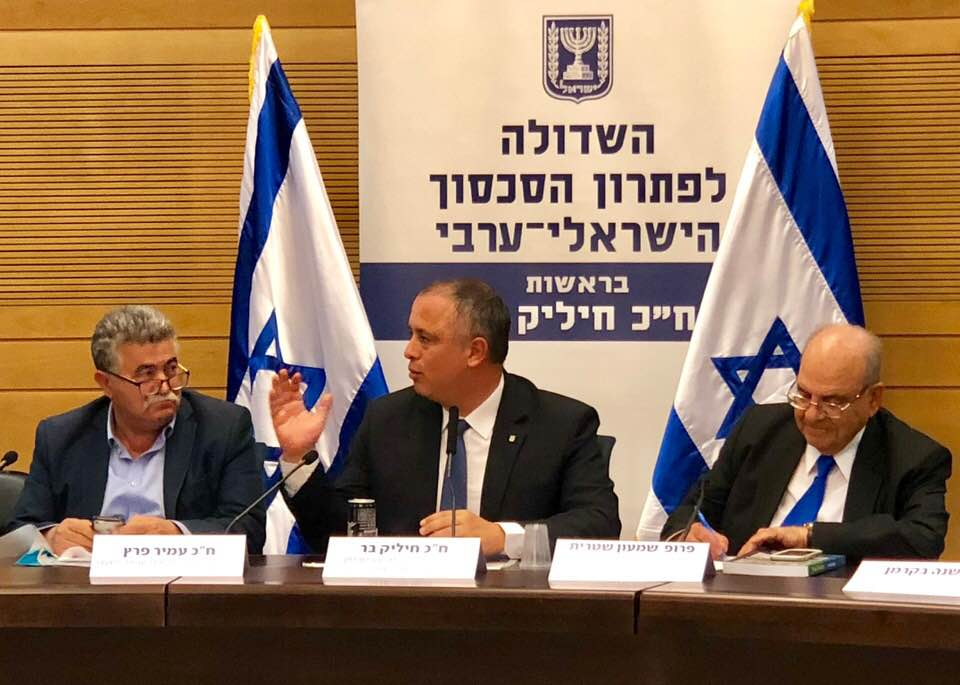 ישראל
השדולה
לפתרון הסכסוך
הישראלי־ערבי
בראשות
ח"כ חיליק
ח"כ עמיר פרץ
ח"כ חיליק בר
פרופ שמעון שטרית